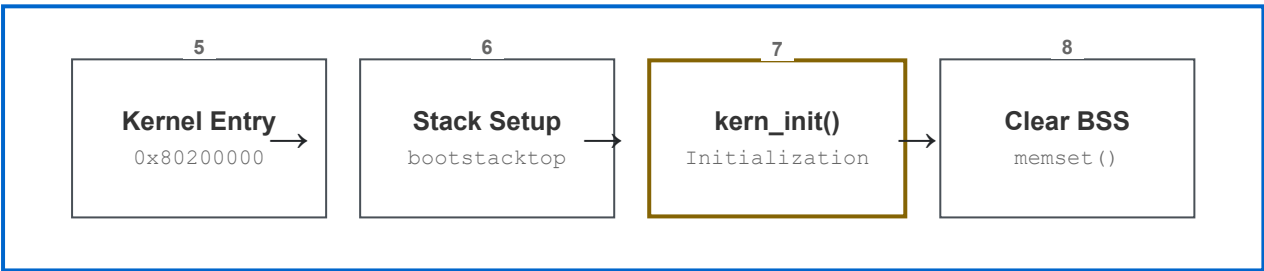 5
Kernel Entry
0x80200000
→
6
Stack Setup
bootstacktop
→
7
kern_init()
Initialization
→
8
Clear BSS
memset()